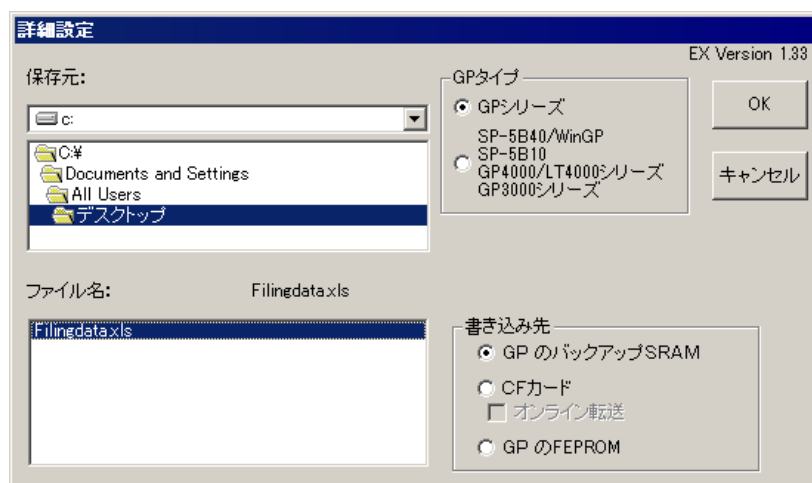 詳細設定
EX Version 1.33
保存元:
c:
C:¥
Documents and Settings
All Users
デスクトップ
GPタイプ
GPシリーズ
SP-5B40/WinGP
SP-5B10
GP4000/LT4000シリーズ
GP3000シリーズ
OK
キャンセル
ファイル名:
Filingdata.xls
Filingdata.xls
書き込み先
GP のバックアップSRAM
CFカード
オンライン転送
GP のFEPROM